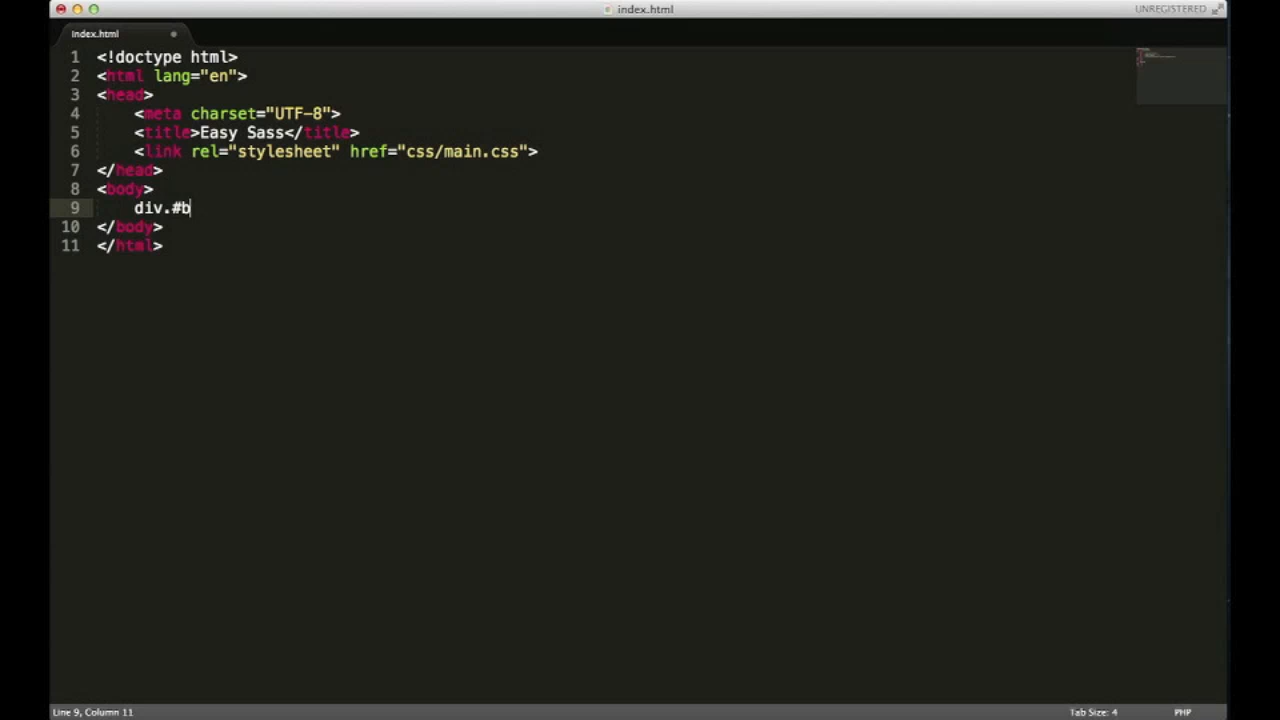 index.html
UNREGISTERED
index.html
1 <!doctype html>
2 <html lang="en">
3 <head>
4 <meta charset="UTF-8">
5 <title>Easy Sass</title>
6 <link rel="stylesheet" href="css/main.css">
7 </head>
8 <body>
9 div.#b
10 </body>
11 </html>
Line 9, Column 11
Tab Size: 4
PHP